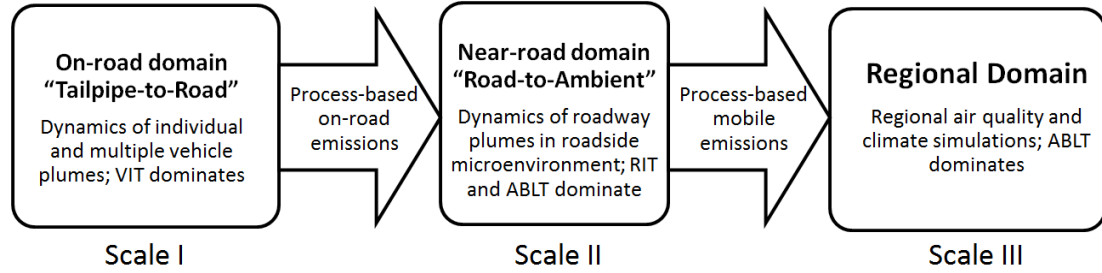 On-road domain
“Tailpipe-to-Road”
Dynamics of individual
and multiple vehicle
plumes; VIT dominates
Process-based
on-road
emissions
Near-road domain
“Road-to-Ambient”
Dynamics of roadway
plumes in roadside
microenvironment; RIT
and ABLT dominate
Process-based
mobile
emissions
Regional Domain
Regional air quality and
climate simulations; ABLT
dominates
Scale I
Scale II
Scale III